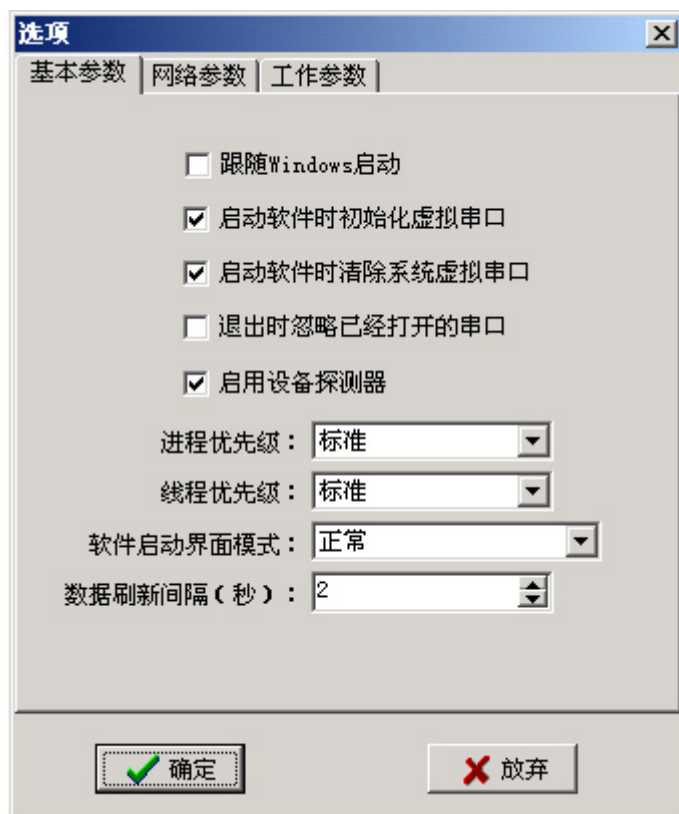 选项
基本参数 网络参数 工作参数
跟随Windows启动
启动软件时初始化虚拟串口
启动软件时清除系统虚拟串口
退出时忽略已经打开的串口
启用设备探测器
进程优先级： 标准
线程优先级： 标准
软件启动界面模式： 正常
数据刷新间隔（秒）： 2
确定 放弃